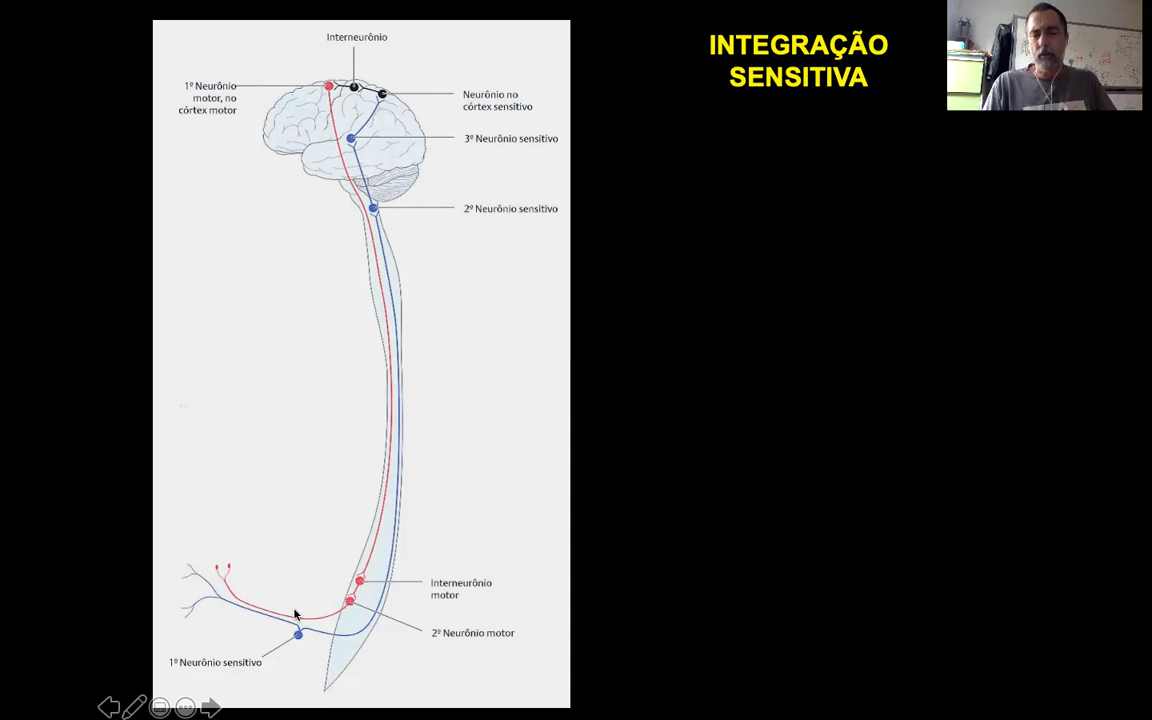 INTEGRAÇÃO
SENSITIVA
Interneurônio
1º Neurônio
motor, no
córtex motor
Neurônio no
córtex sensitivo
3º Neurônio sensitivo
2º Neurônio sensitivo
Interneurônio
motor
2º Neurônio motor
1º Neurônio sensitivo